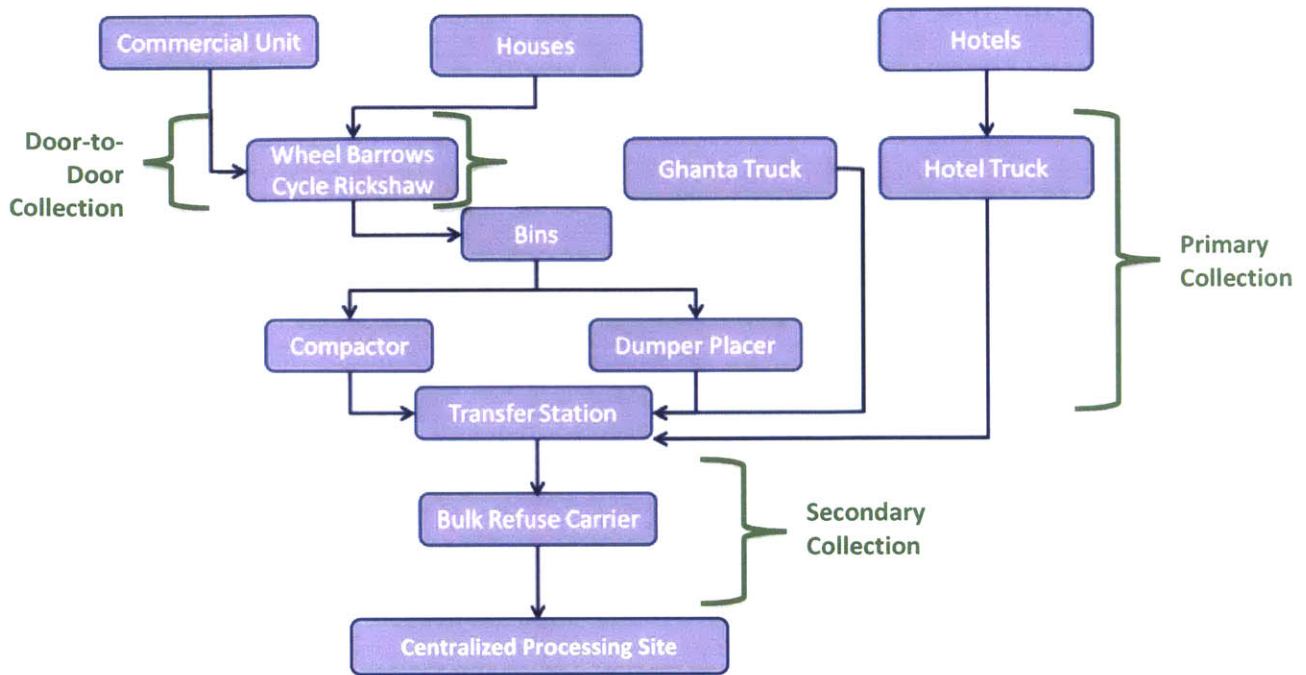 Commercial Unit
Houses
Hotels
Door-to-
Door
Collection
Wheel Barrows
Cycle Rickshaw
Ghanta Truck
Hotel Truck
Bins
Primary
Collection
Compactor
Dumper Placer
Transfer Station
Bulk Refuse Carrier
Secondary
Collection
Centralized Processing Site